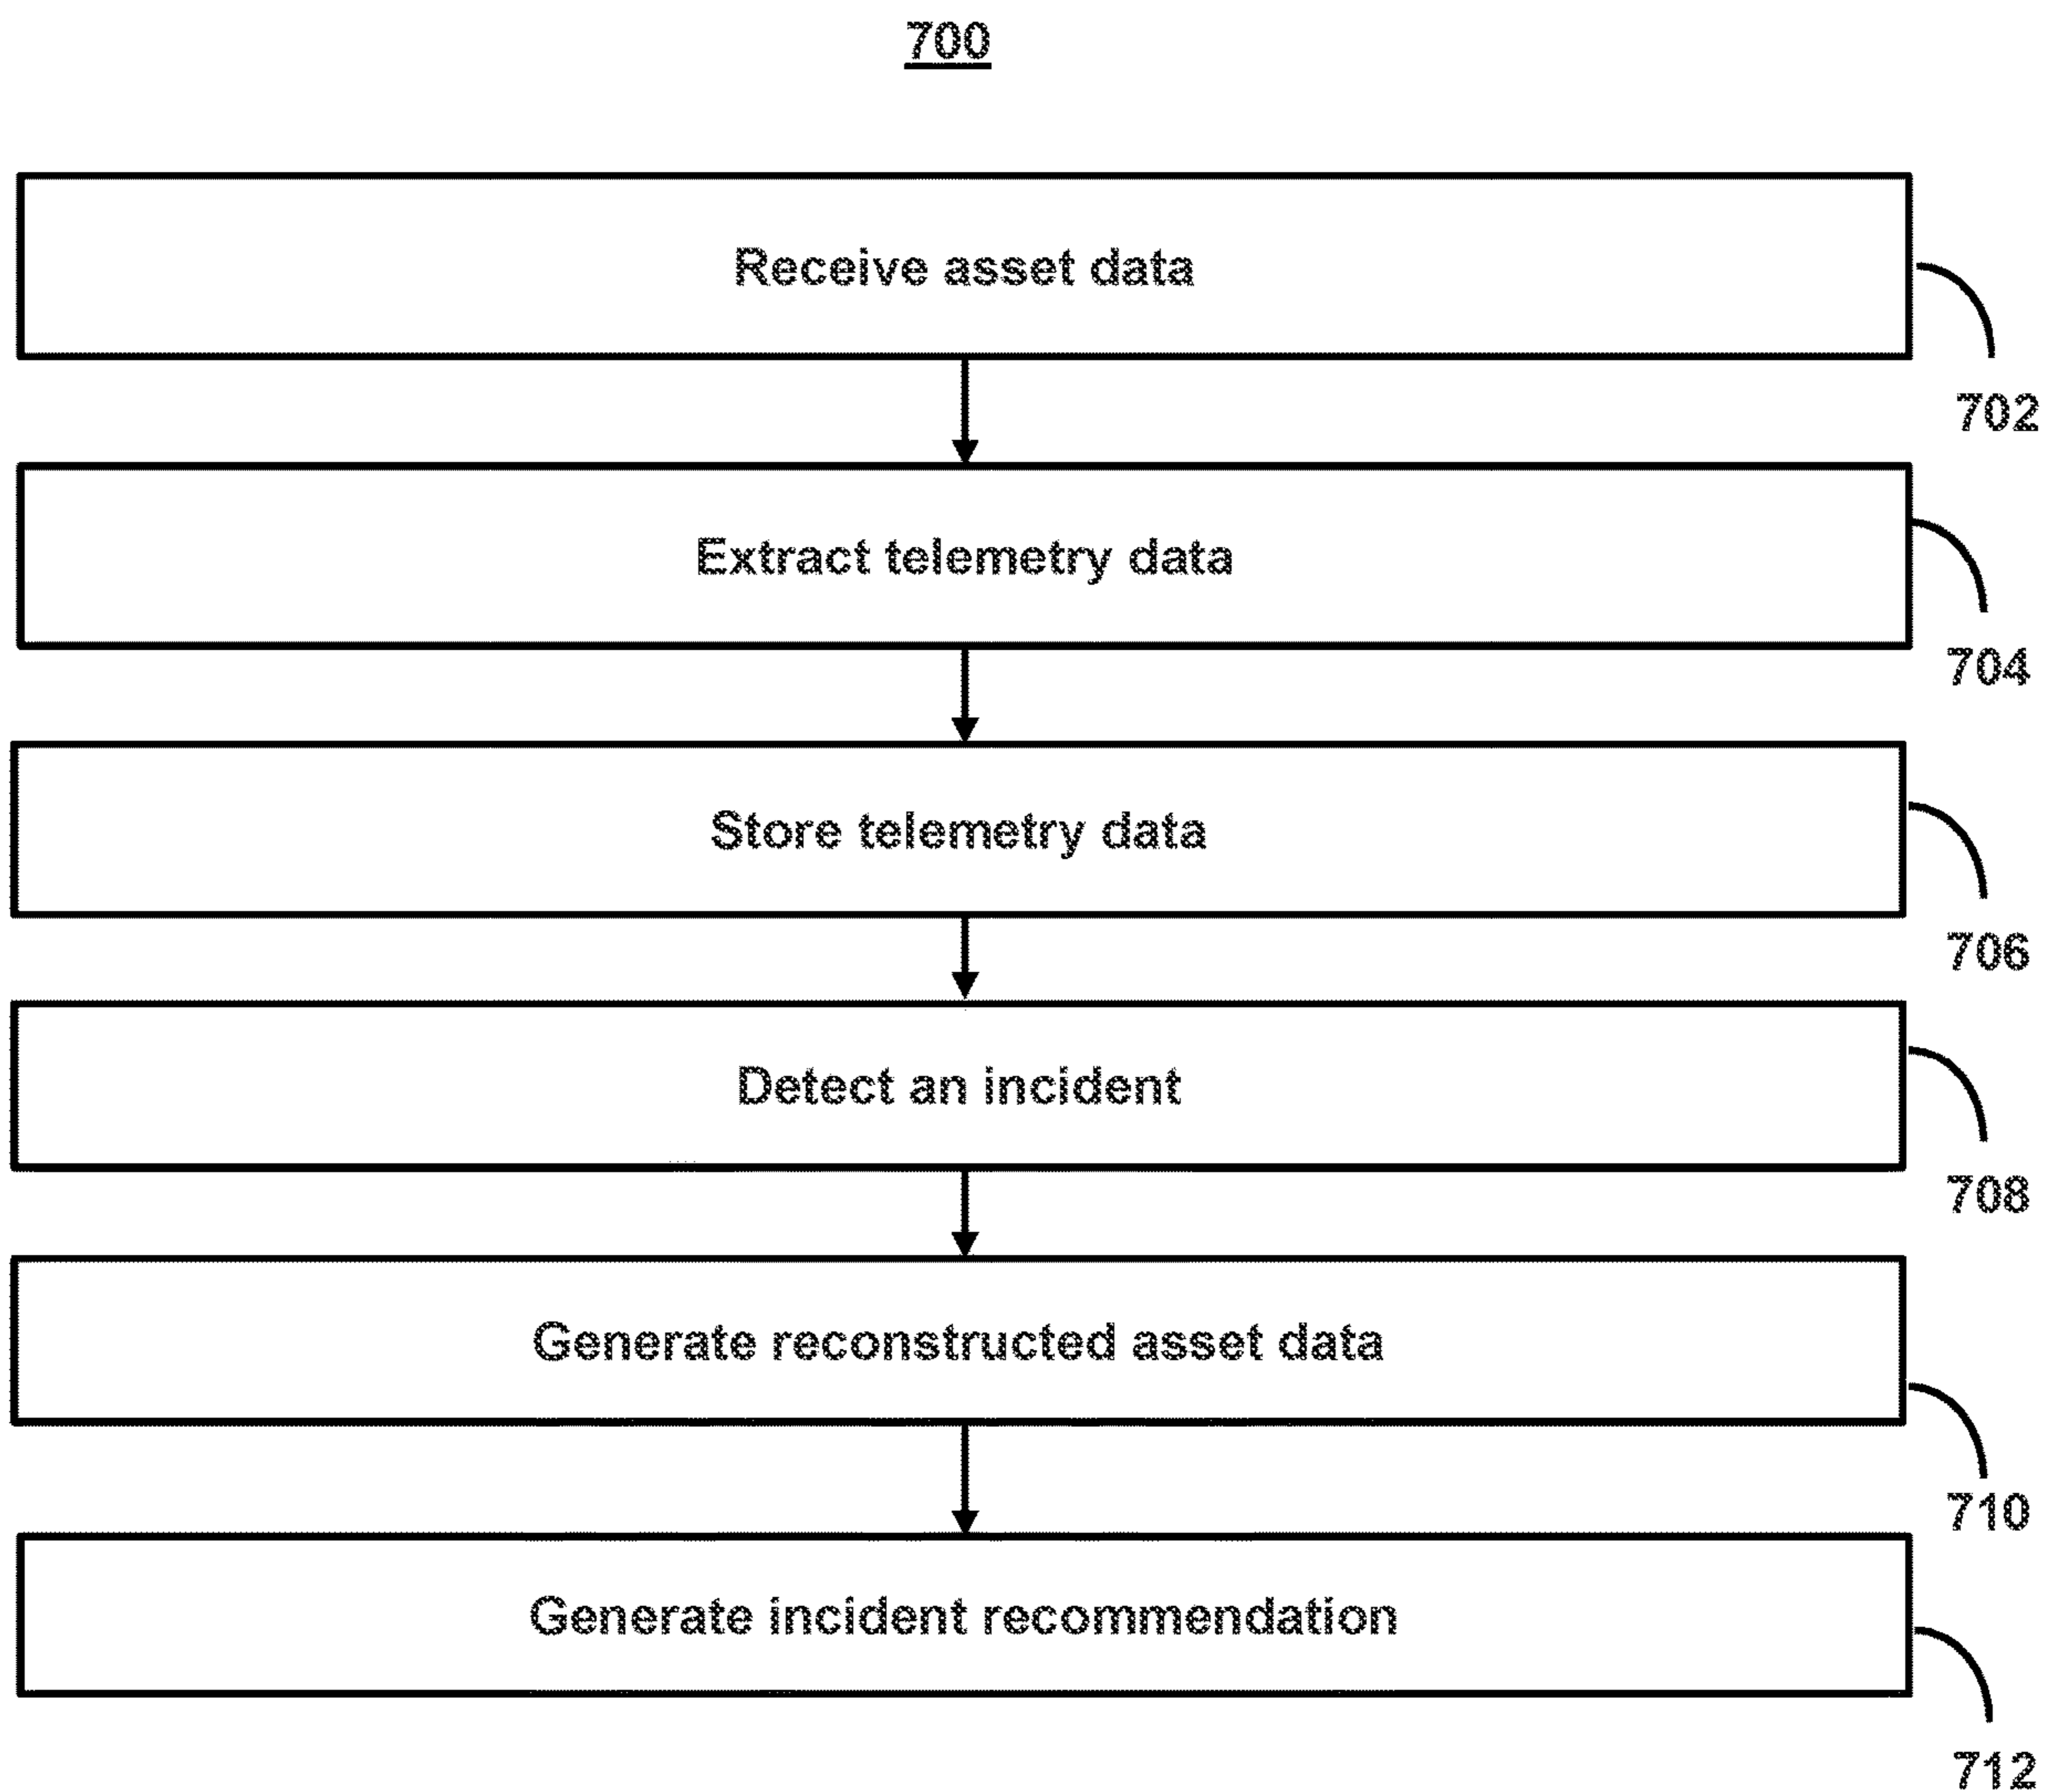 700
Receive asset data
702
Extract telemetry data
704
Store telemetry data
706
Detect an incident
708
Generate reconstructed asset data
710
Generate incident recommendation
712